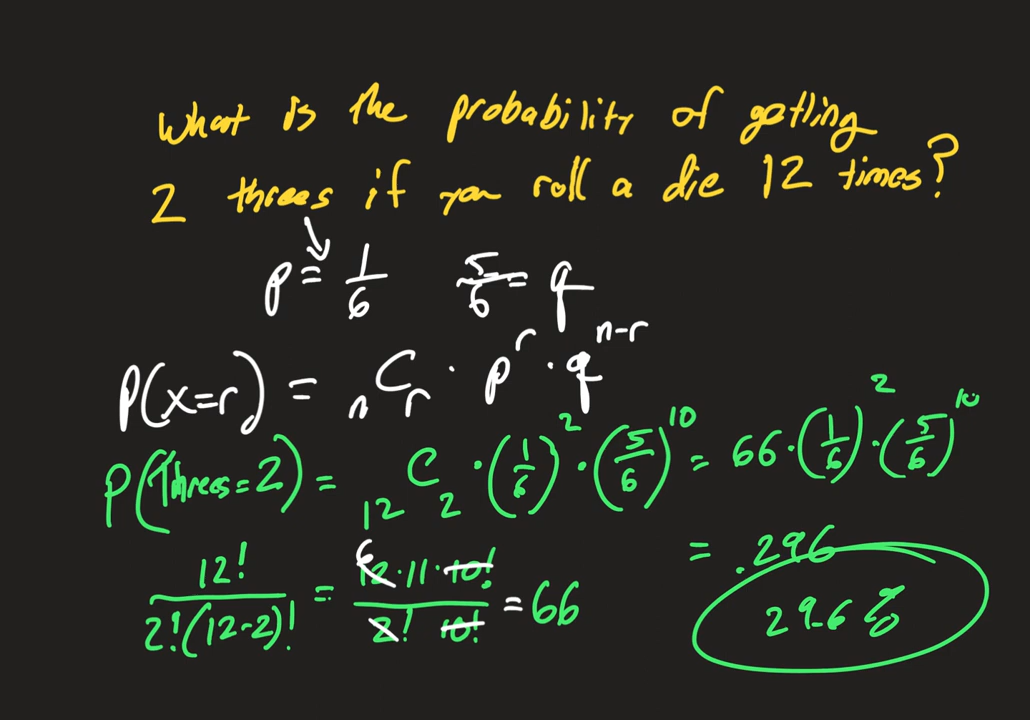 What is the probability of getting
2 threes if you roll a die 12 times?
p = 1/6    5/6 = q
P(x=r) = nCr · p^r · q^(n-r)
P(Threes=2) = 12C2 · (1/6)^2 · (5/6)^10 = 66 · (1/6)^2 · (5/6)^10
= .296
12!/(2!(12-2)!) = (12·11·10!)/(2! 10!) = 66
6
29.6%